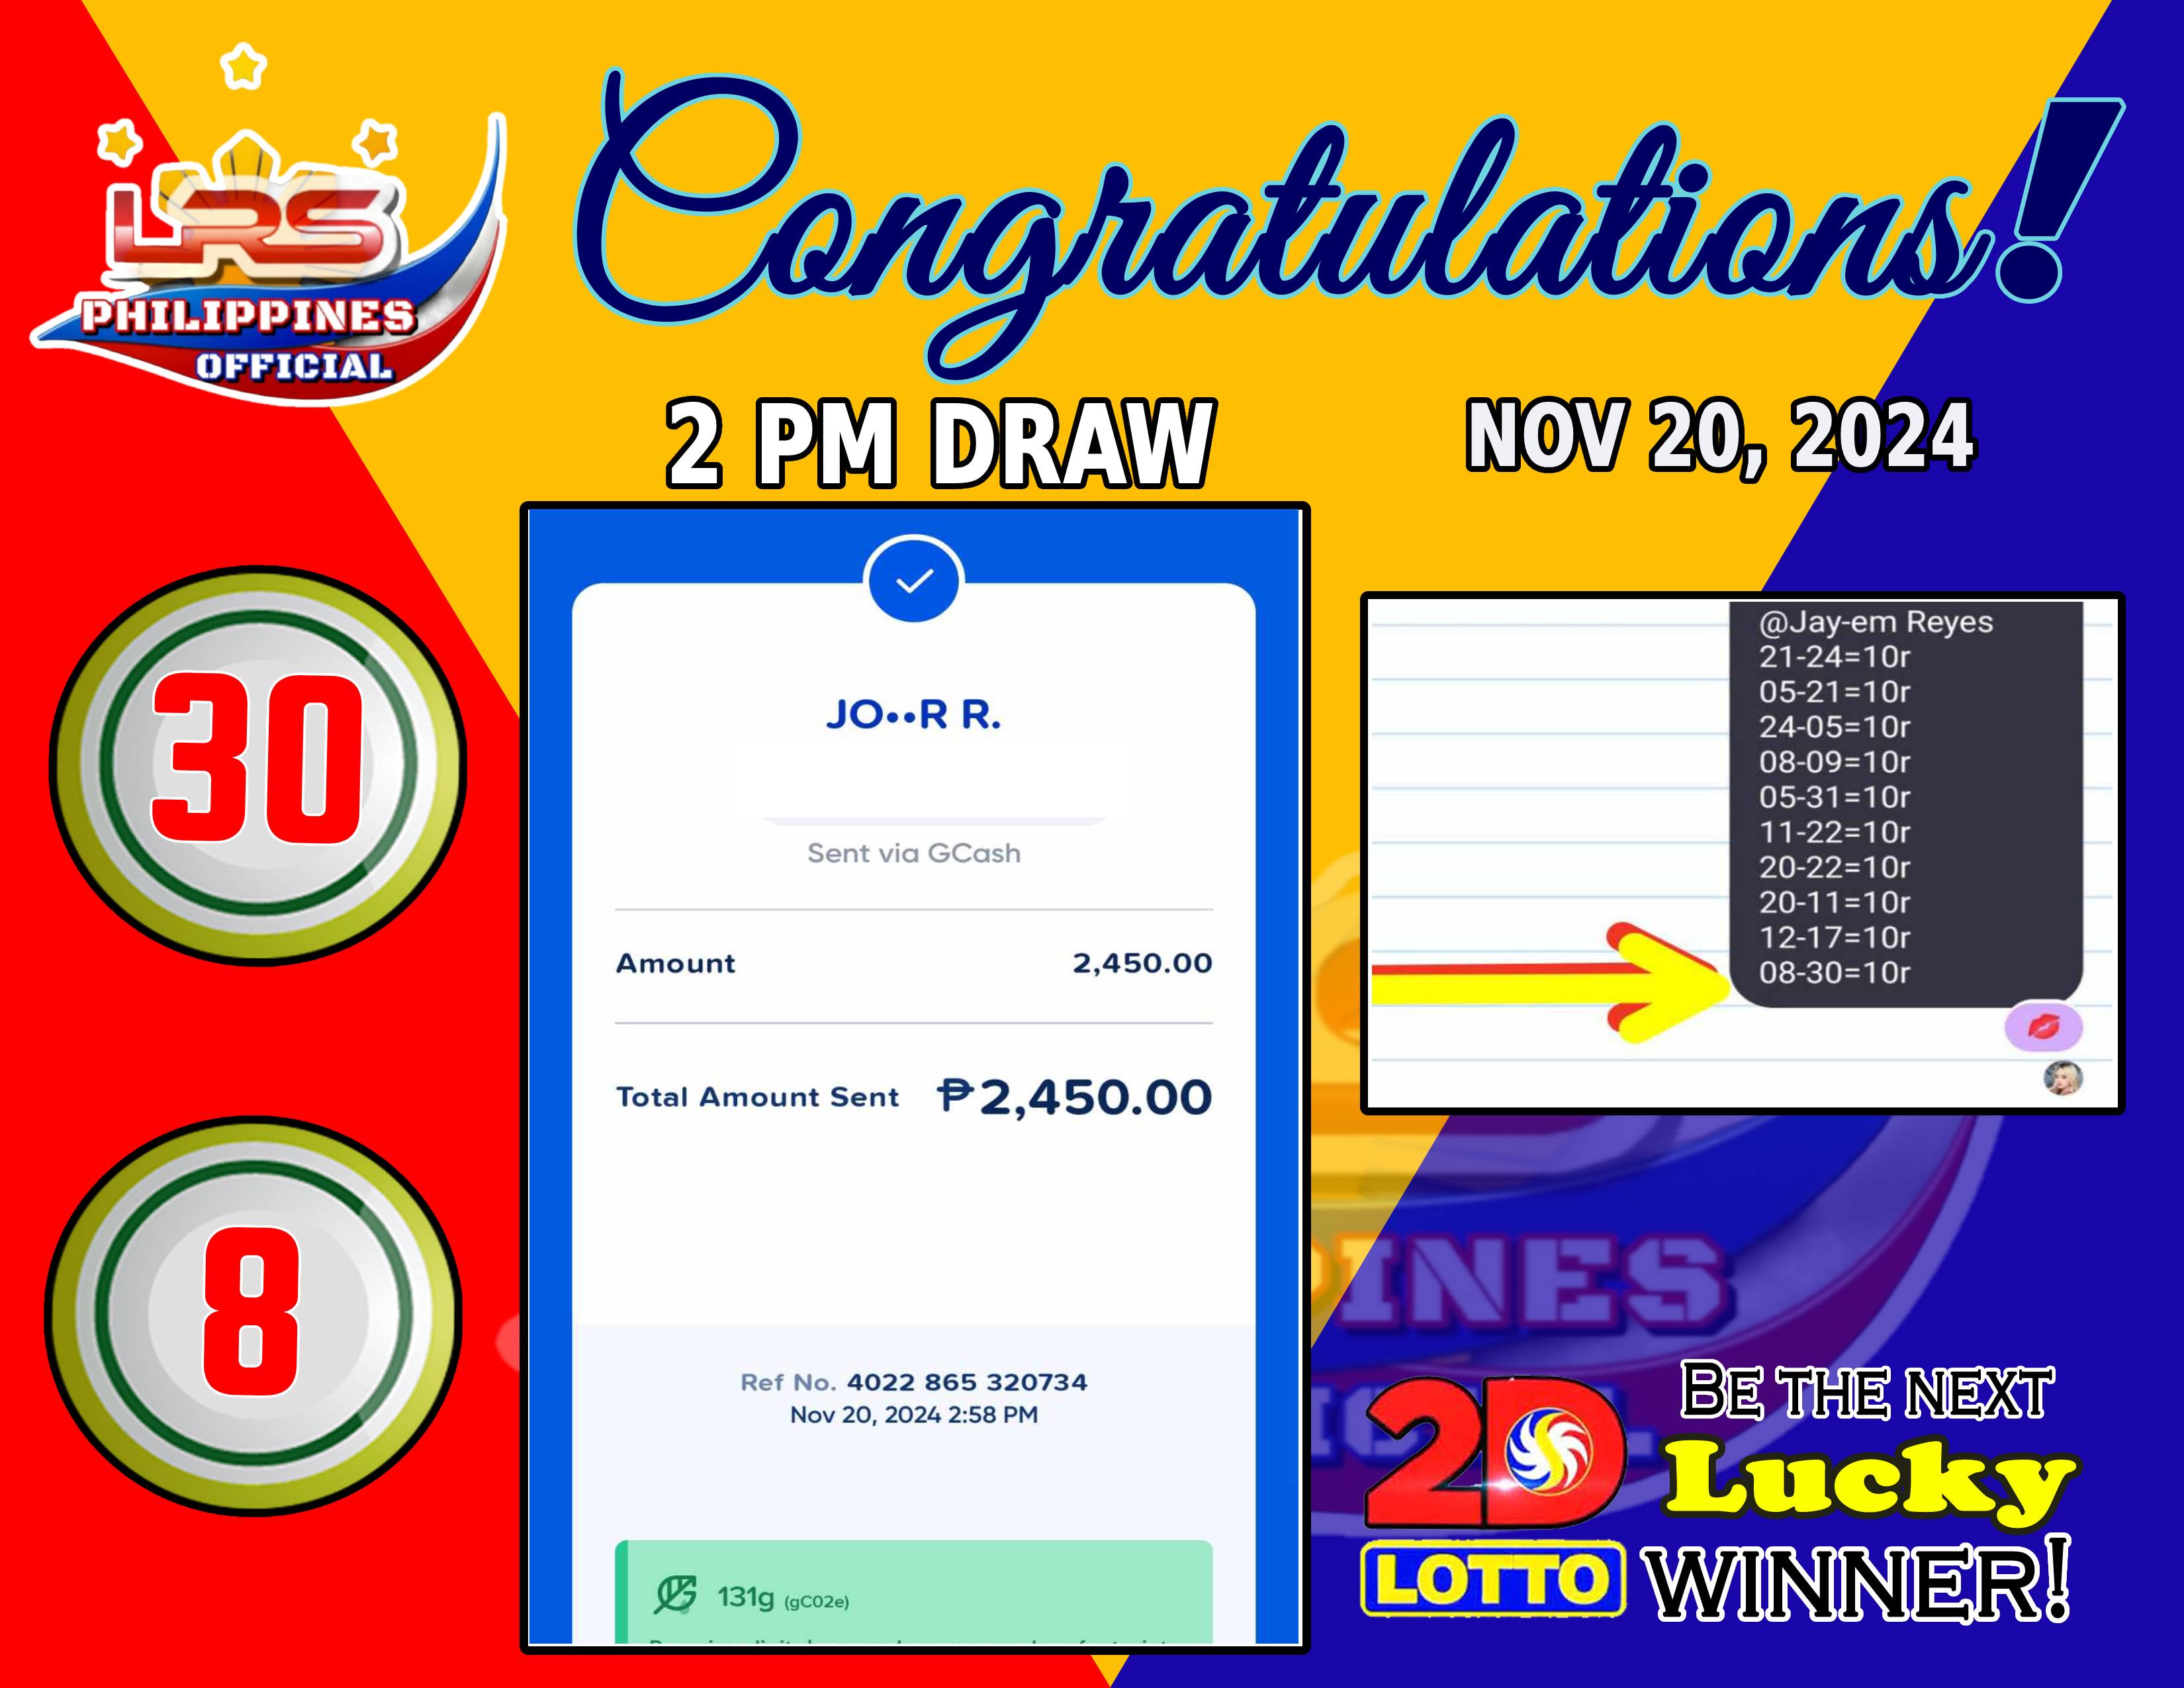 LRS
PHILIPPINES
OFFICIAL
Congratulations!
2 PM DRAW
NOV 20, 2024
30
8
JO••R R.
Sent via GCash
Amount 2,450.00
Total Amount Sent ₱2,450.00
Ref No. 4022 865 320734
Nov 20, 2024 2:58 PM
131g (gCO2e)
@Jay-em Reyes
21-24=10r
05-21=10r
24-05=10r
08-09=10r
05-31=10r
11-22=10r
20-22=10r
20-11=10r
12-17=10r
08-30=10r
PINES
2D
LOTTO
BE THE NEXT
Lucky
WINNER!